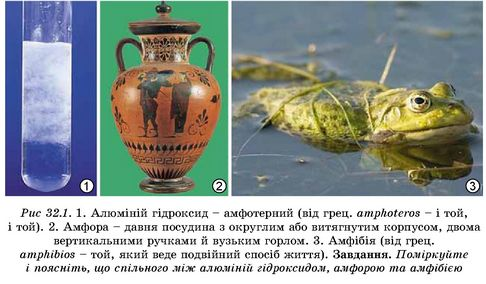 1
2
3
Рис 32.1. 1. Алюміній гідроксид – амфотерний (від грец. amphoteros – і той,
і той). 2. Амфора – давня посудина з округлим або витягнутим корпусом, двома
вертикальними ручками й вузьким горлом. 3. Амфібія (від грец.
amphibios – той, який веде подвійний спосіб життя). Завдання. Поміркуйте
і поясніть, що спільного між алюміній гідроксидом, амфорою та амфібією